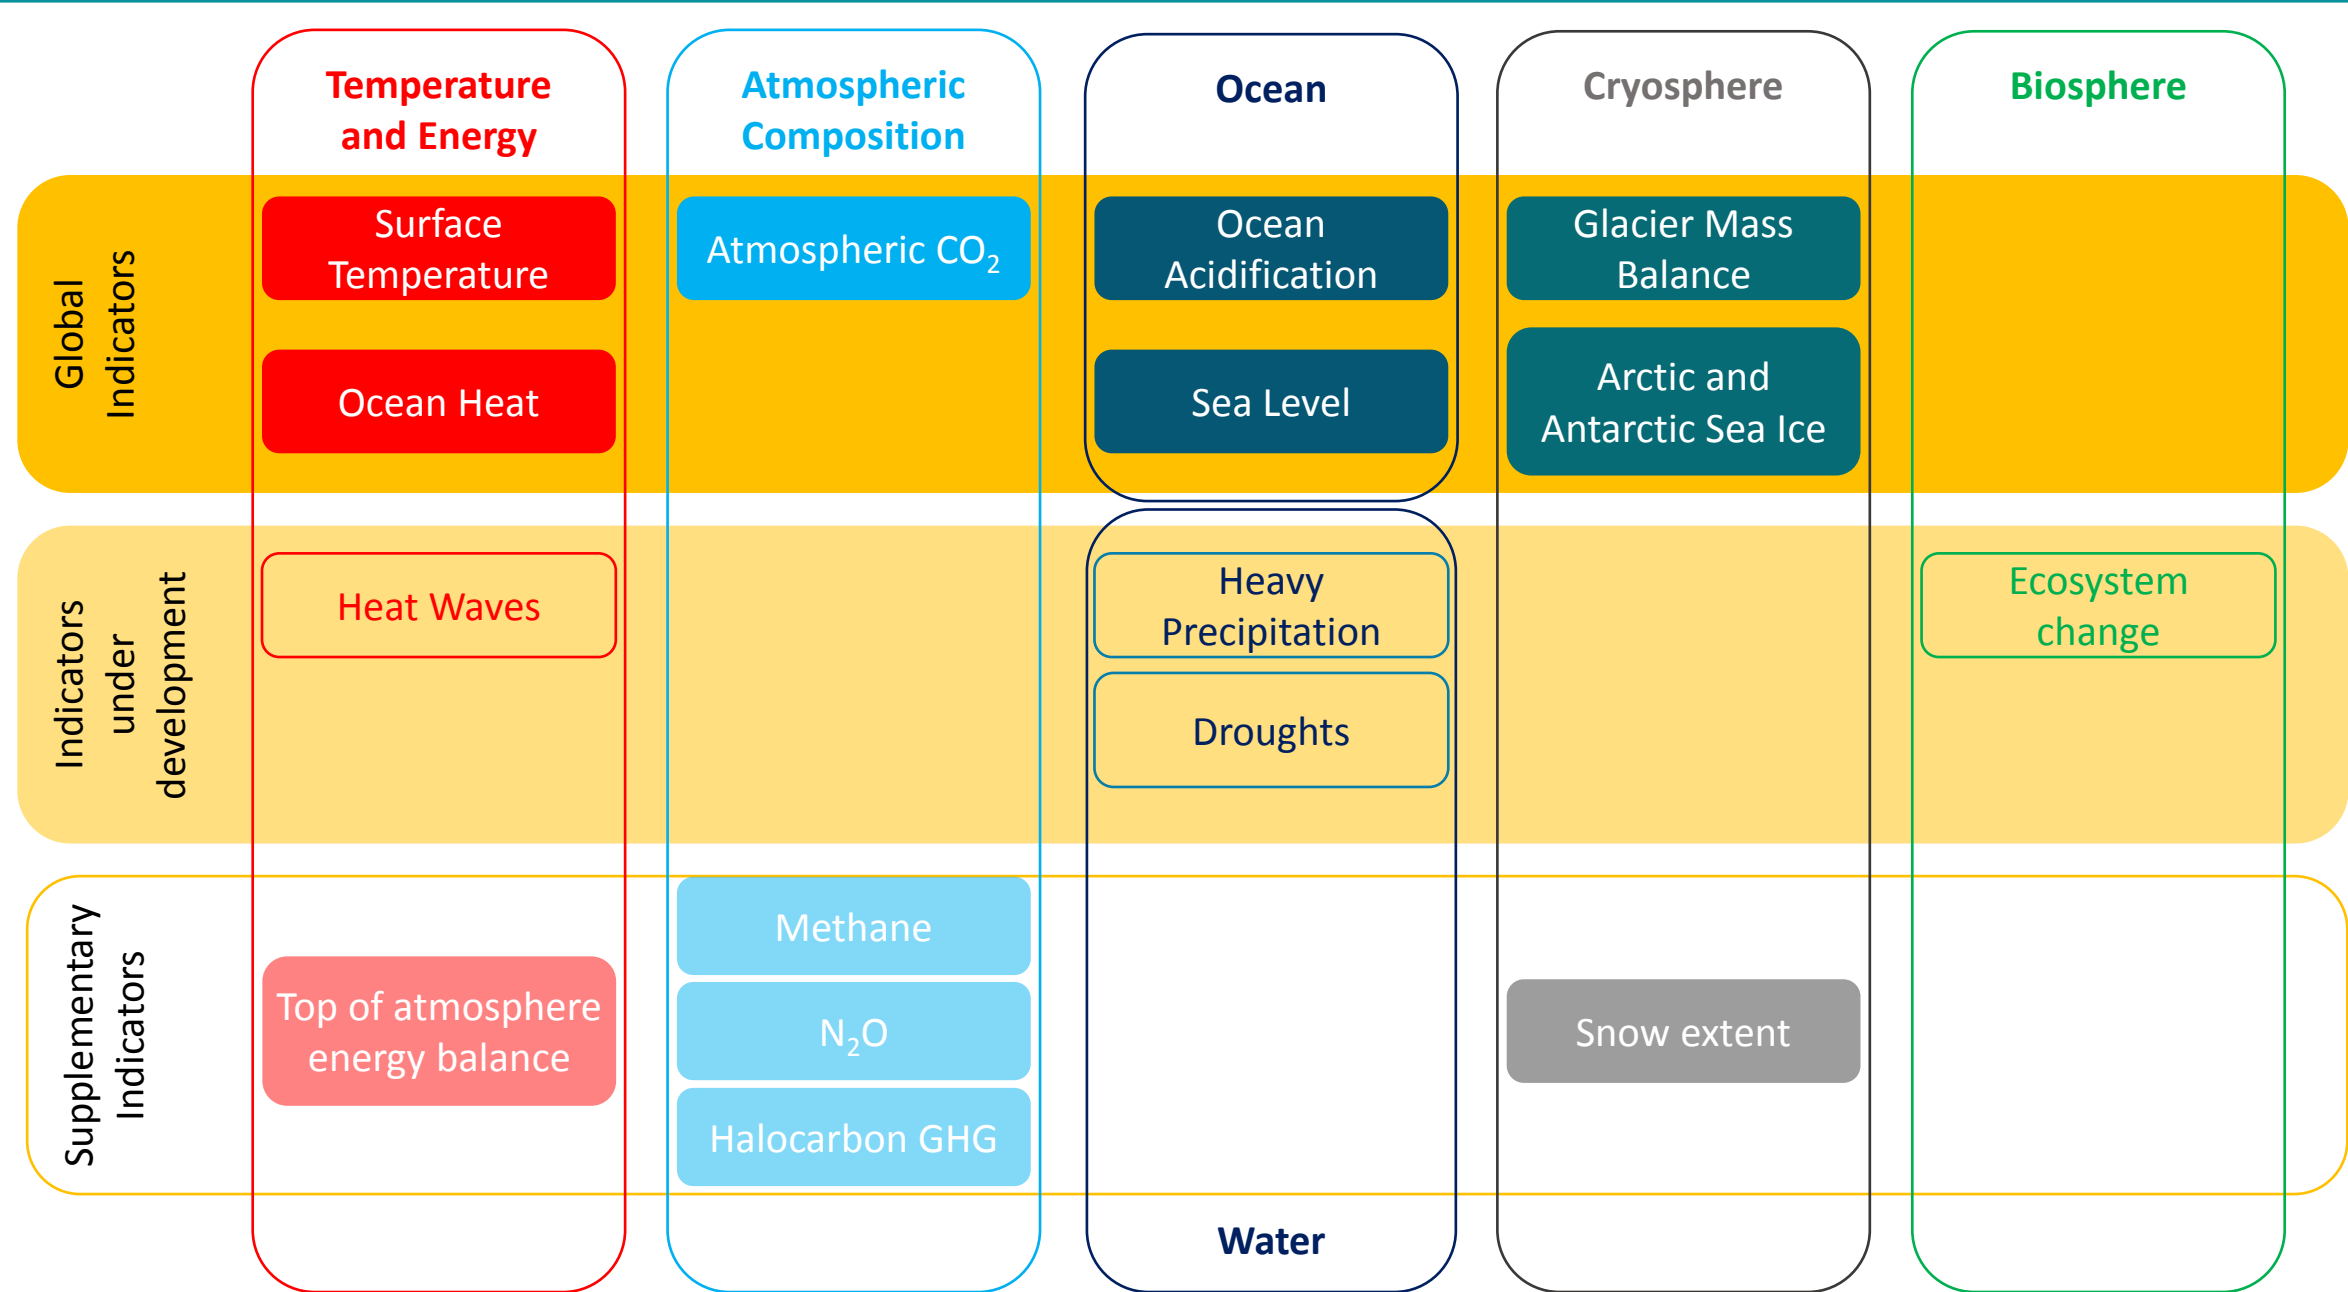 Temperature
and Energy
Atmospheric
Composition
Ocean
Cryosphere
Biosphere
Global
Indicators
Surface
Temperature
Atmospheric CO₂
Ocean
Acidification
Glacier Mass
Balance
Ocean Heat
Sea Level
Arctic and
Antarctic Sea Ice
Indicators
under
development
Heat Waves
Heavy
Precipitation
Ecosystem
change
Droughts
Supplementary
Indicators
Top of atmosphere
energy balance
Methane
N₂O
Halocarbon GHG
Snow extent
Water